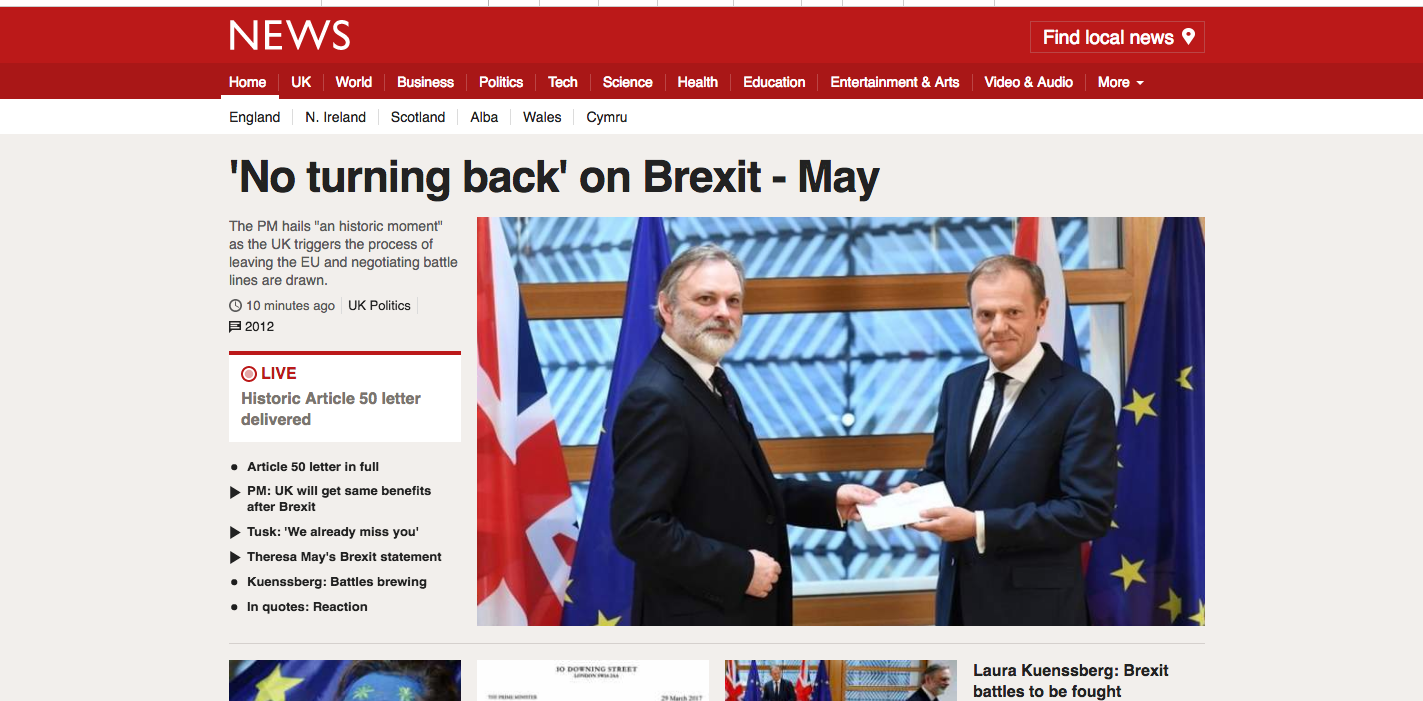 NEWS
Find local news
Home
UK
World
Business
Politics
Tech
Science
Health
Education
Entertainment & Arts
Video & Audio
More
England
N. Ireland
Scotland
Alba
Wales
Cymru
'No turning back' on Brexit - May
The PM hails "an historic moment"
as the UK triggers the process of
leaving the EU and negotiating battle
lines are drawn.
10 minutes ago
UK Politics
2012
LIVE
Historic Article 50 letter
delivered
Article 50 letter in full
PM: UK will get same benefits
after Brexit
Tusk: 'We already miss you'
Theresa May's Brexit statement
Kuenssberg: Battles brewing
In quotes: Reaction
10 DOWNING STREET
LONDON SW1A 2AA
THE PRIME MINISTER
29 March 2017
Laura Kuenssberg: Brexit
battles to be fought